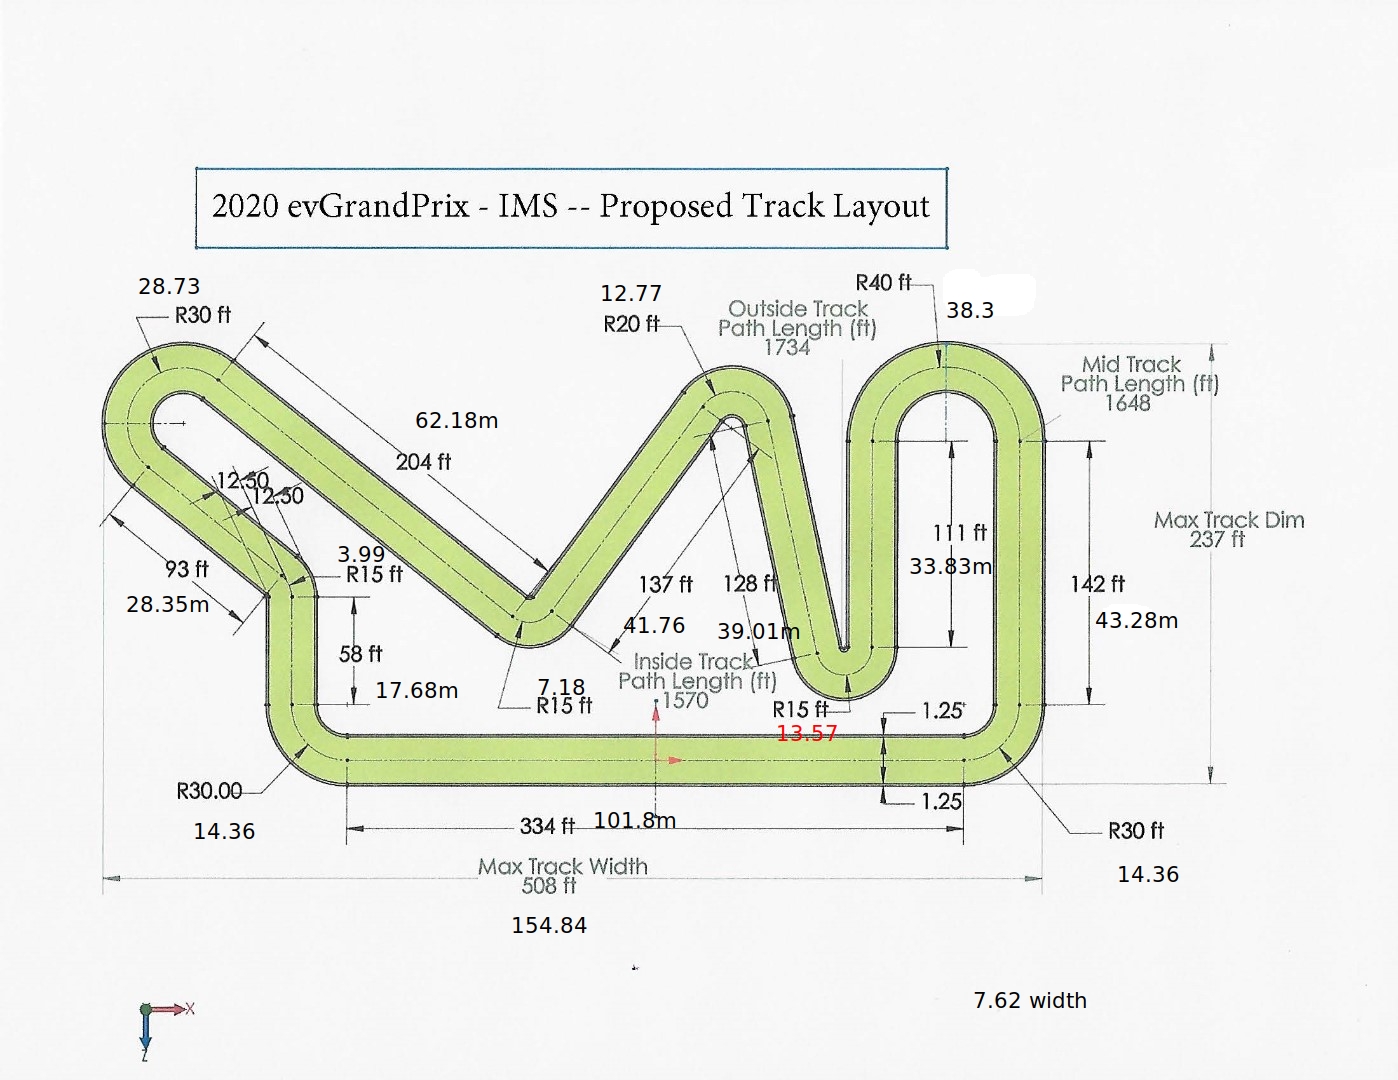 2020 evGrandPrix - IMS -- Proposed Track Layout
28.73
R30 ft
12.77
R20 ft
Outside Track
Path Length (ft)
1734
R40 ft
38.3
Mid Track
Path Length (ft)
1648
62.18m
204 ft
12.50
12.50
93 ft
28.35m
3.99
R15 ft
58 ft
17.68m
137 ft
41.76
128 ft
39.01m
111 ft
33.83m
142 ft
43.28m
Max Track Dim
237 ft
Inside Track
Path Length (ft)
1570
7.18
R15 ft
R15 ft
13.57
1.25
1.25
R30.00
14.36
334 ft
101.8m
R30 ft
14.36
Max Track Width
508 ft
154.84
7.62 width
X
Z